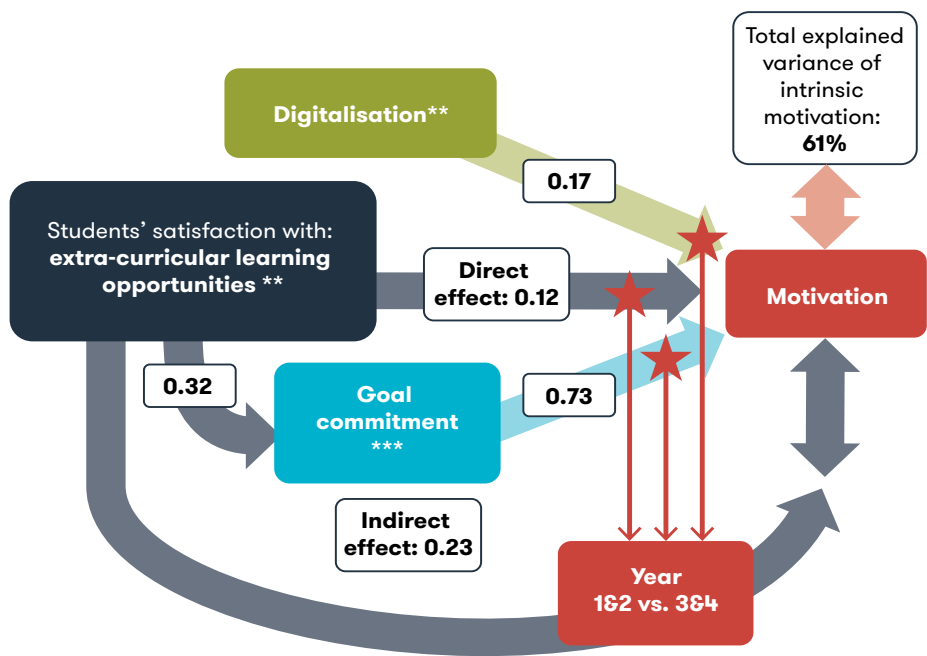 Total explained
variance of
intrinsic
motivation:
61%
Digitalisation**
0.17
Students’ satisfaction with:
extra-curricular learning
opportunities **
Direct
effect: 0.12
Motivation
0.32
Goal
commitment
***
0.73
Indirect
effect: 0.23
Year
1&2 vs. 3&4